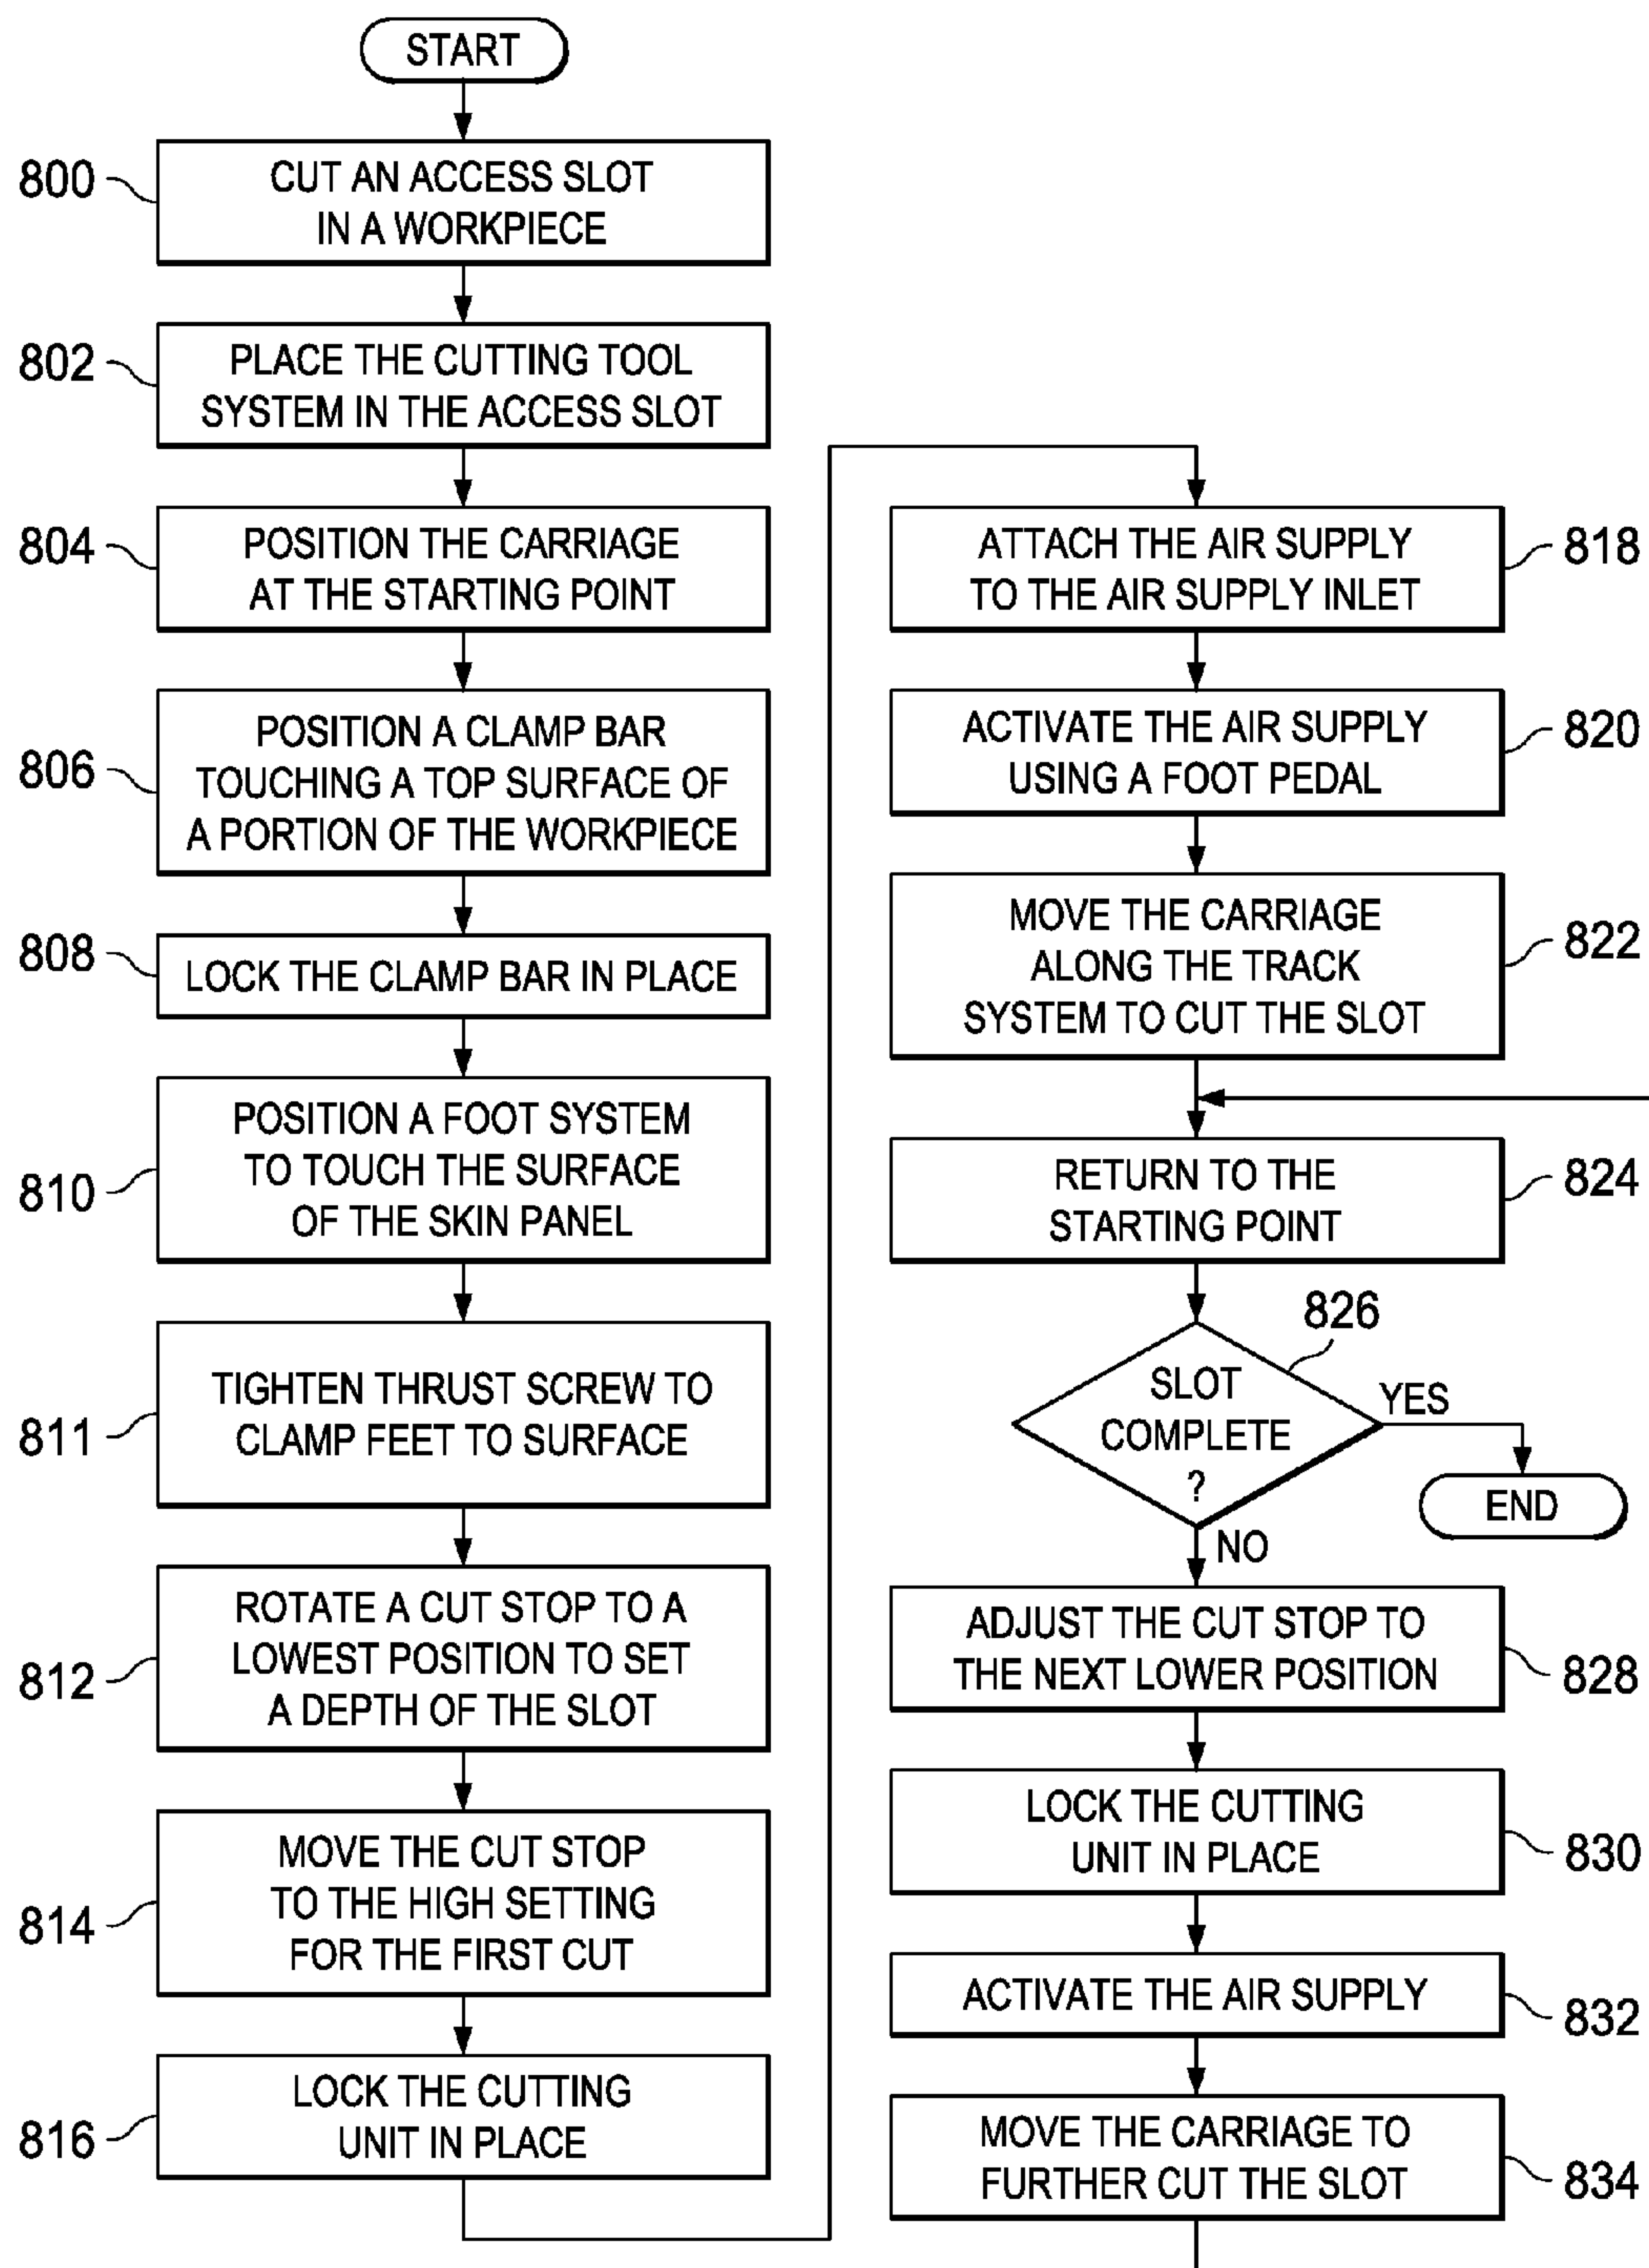 START
800
CUT AN ACCESS SLOT
IN A WORKPIECE
802
PLACE THE CUTTING TOOL
SYSTEM IN THE ACCESS SLOT
804
POSITION THE CARRIAGE
AT THE STARTING POINT
806
POSITION A CLAMP BAR
TOUCHING A TOP SURFACE OF
A PORTION OF THE WORKPIECE
808
LOCK THE CLAMP BAR IN PLACE
810
POSITION A FOOT SYSTEM
TO TOUCH THE SURFACE
OF THE SKIN PANEL
811
TIGHTEN THRUST SCREW TO
CLAMP FEET TO SURFACE
812
ROTATE A CUT STOP TO A
LOWEST POSITION TO SET
A DEPTH OF THE SLOT
814
MOVE THE CUT STOP
TO THE HIGH SETTING
FOR THE FIRST CUT
816
LOCK THE CUTTING
UNIT IN PLACE
ATTACH THE AIR SUPPLY
TO THE AIR SUPPLY INLET
818
ACTIVATE THE AIR SUPPLY
USING A FOOT PEDAL
820
MOVE THE CARRIAGE
ALONG THE TRACK
SYSTEM TO CUT THE SLOT
822
RETURN TO THE
STARTING POINT
824
826
SLOT
COMPLETE
?
YES
END
NO
ADJUST THE CUT STOP TO
THE NEXT LOWER POSITION
828
LOCK THE CUTTING
UNIT IN PLACE
830
ACTIVATE THE AIR SUPPLY
832
MOVE THE CARRIAGE TO
FURTHER CUT THE SLOT
834